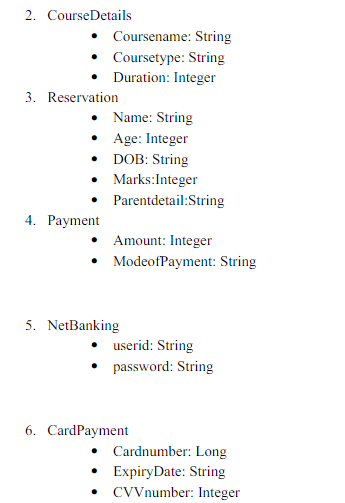 2. CourseDetails
• Coursename: String
• Coursetype: String
• Duration: Integer
3. Reservation
• Name: String
• Age: Integer
• DOB: String
• Marks:Integer
• Parentdetail:String
4. Payment
• Amount: Integer
• ModeofPayment: String
5. NetBanking
• userid: String
• password: String
6. CardPayment
• Cardnumber: Long
• ExpiryDate: String
• CVVnumber: Integer